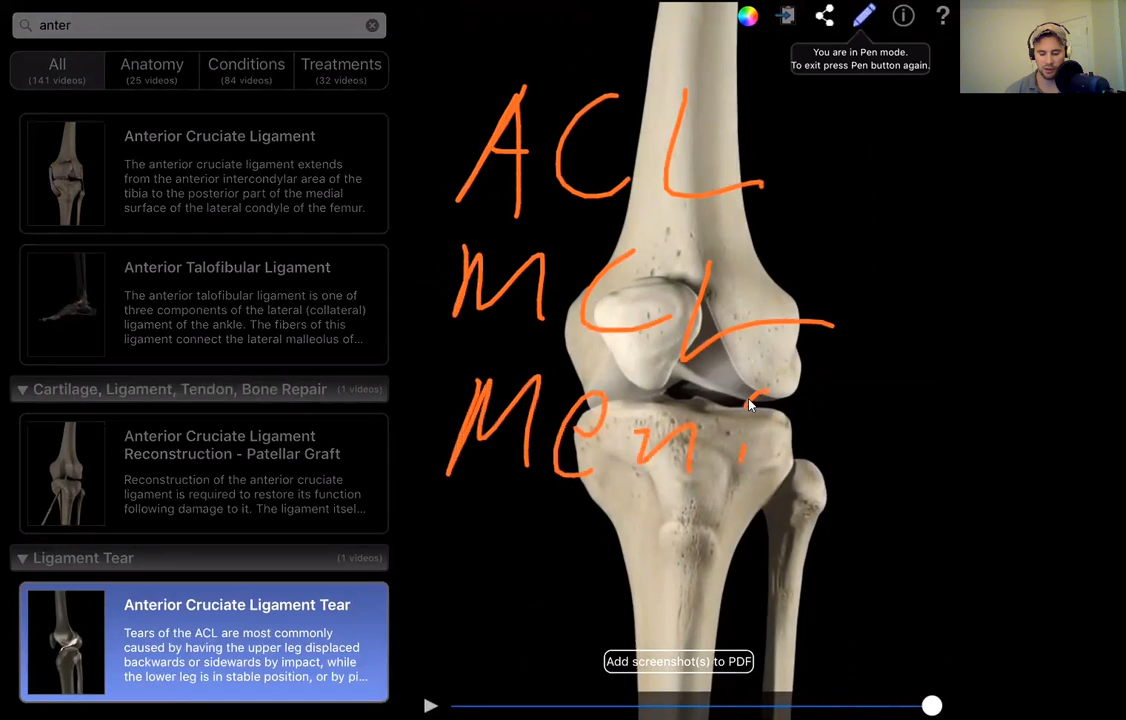 anter
All
(141 videos)
Anatomy
(25 videos)
Conditions
(84 videos)
Treatments
(32 videos)
Anterior Cruciate Ligament
The anterior cruciate ligament extends
from the anterior intercondylar area of the
tibia to the posterior part of the medial
surface of the lateral condyle of the femur.
Anterior Talofibular Ligament
The anterior talofibular ligament is one of
three components of the lateral (collateral)
ligament of the ankle. The fibers of this
ligament connect the lateral malleolus of...
Cartilage, Ligament, Tendon, Bone Repair (1 videos)
Anterior Cruciate Ligament
Reconstruction - Patellar Graft
Reconstruction of the anterior cruciate
ligament is required to restore its function
following damage to it. The ligament itsel...
Ligament Tear (1 videos)
Anterior Cruciate Ligament Tear
Tears of the ACL are most commonly
caused by having the upper leg displaced
backwards or sideways by impact, while
the lower leg is in stable position, or by pi...
?
You are in Pen mode.
To exit press Pen button again.
ACL
MCL
Meni
Add screenshot(s) to PDF